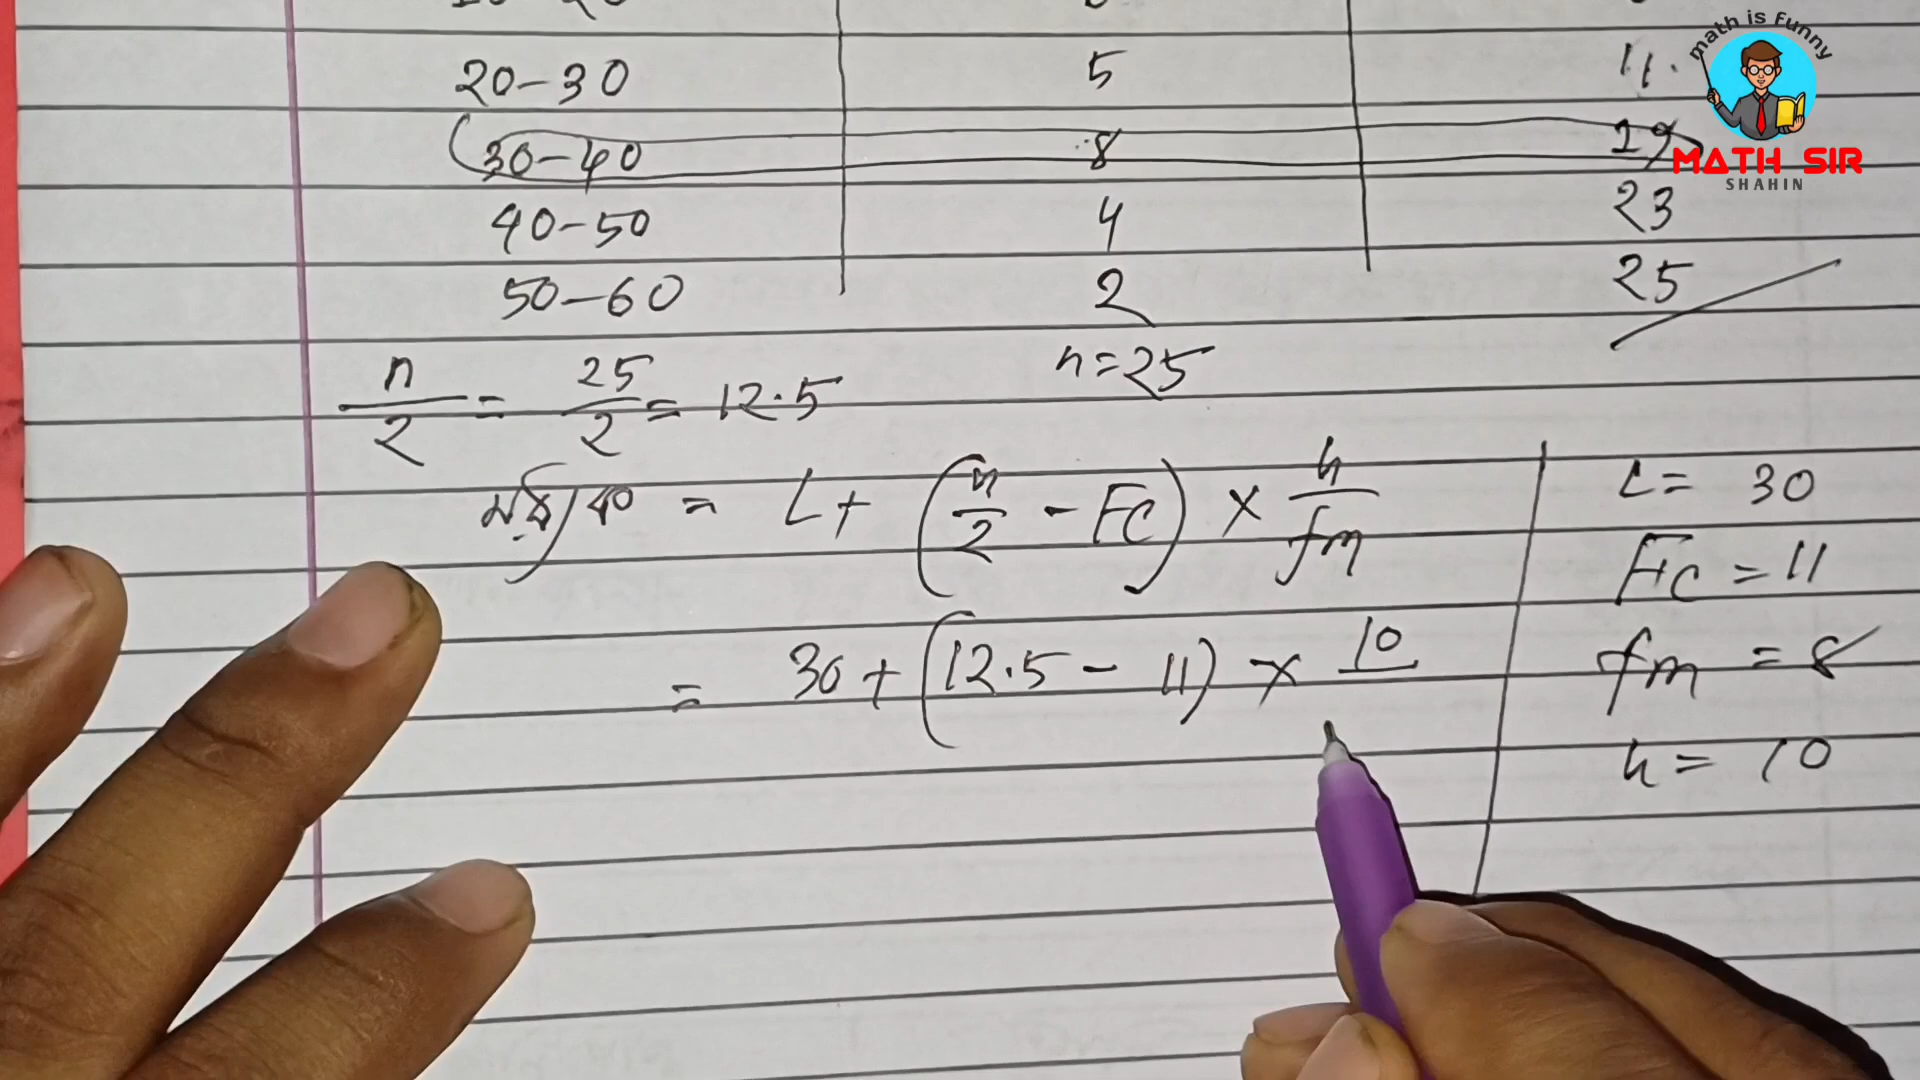 20-30 5 11.
30-40 8 19
40-50 4 23
50-60 2 25
n=25
n/2 = 25/2 = 12.5
মধ্যক = L + (n/2 - Fc) × h/fm
= 30 + (12.5 - 11) × 10
L = 30
Fc = 11
fm = 8
h = 10
math is Funny
MATH SIR
SHAHIN